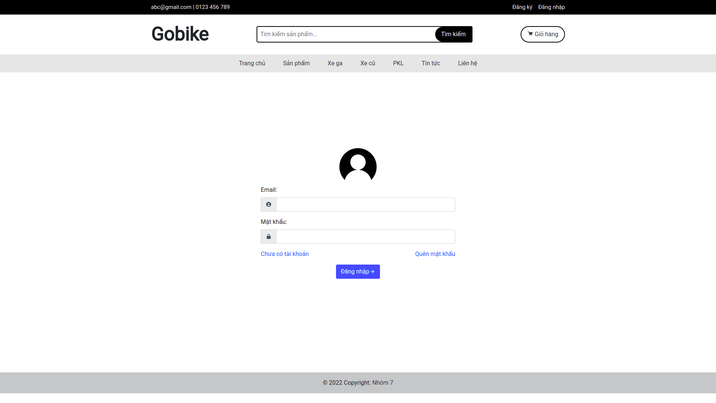 abc@gmail.com | 0123 456 789 Đăng ký Đăng nhập
Gobike Tìm kiếm sản phẩm... Tìm kiếm Giỏ hàng
Trang chủ Sản phẩm Xe ga Xe cũ PKL Tin tức Liên hệ
Email:
Mật khẩu:
Chưa có tài khoản Quên mật khẩu
Đăng nhập
© 2022 Copyright: Nhóm 7